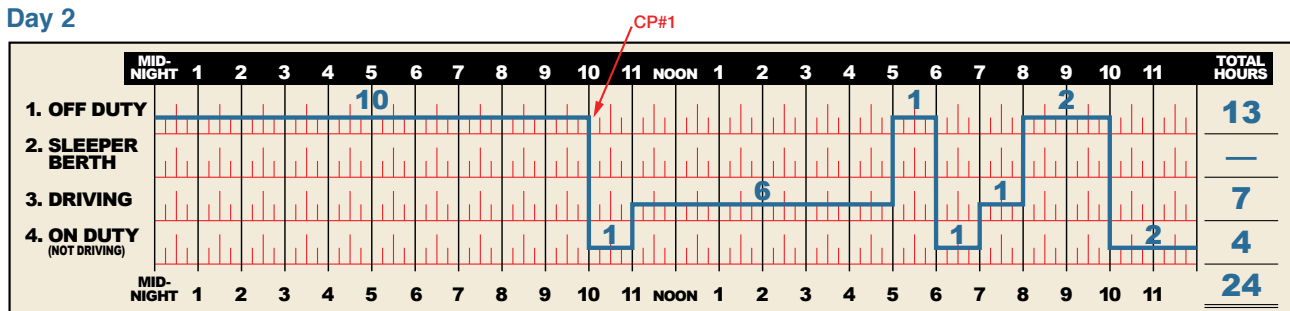 Day 2
CP#1
MID-NIGHT 1 2 3 4 5 6 7 8 9 10 11 NOON 1 2 3 4 5 6 7 8 9 10 11 TOTAL HOURS
1. OFF DUTY 10 1 2 13
2. SLEEPER BERTH —
3. DRIVING 6 1 7
4. ON DUTY (NOT DRIVING) 1 1 2 4
MID-NIGHT 1 2 3 4 5 6 7 8 9 10 11 NOON 1 2 3 4 5 6 7 8 9 10 11 24